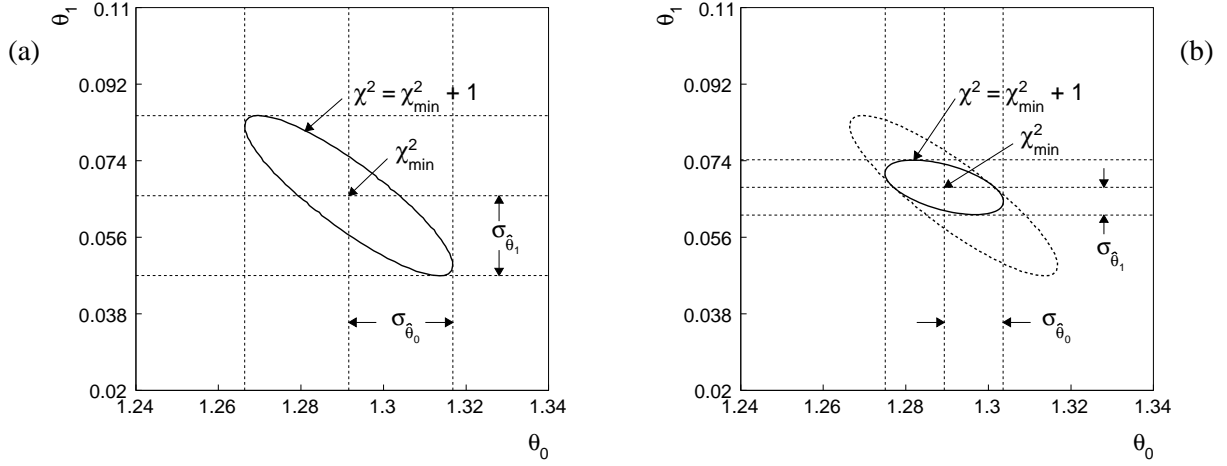 (a)
θ₁
0.11
0.092
0.074
0.056
0.038
0.02
χ² = χ²min + 1
χ²min
σθ̂₁
σθ̂₀
1.24 1.28 1.3 1.32 1.34
θ₀
(b)
θ₁
0.11
0.092
0.074
0.056
0.038
0.02
χ² = χ²min + 1
χ²min
σθ̂₁
σθ̂₀
1.24 1.26 1.28 1.3 1.32 1.34
θ₀